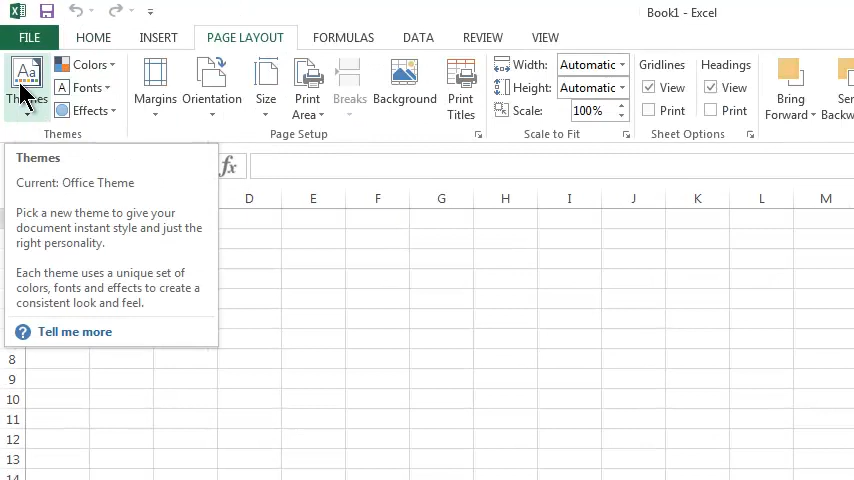 Book1 - Excel
FILE HOME INSERT PAGE LAYOUT FORMULAS DATA REVIEW VIEW
Aa
Themes
Colors
A Fonts
Effects
Margins
Orientation
Size
Print
Area
Breaks
Background
Print
Titles
Width: Automatic
Height: Automatic
Scale: 100%
Gridlines
View
Print
Headings
View
Print
Bring
Forward
Themes Page Setup Scale to Fit Sheet Options
fx
D E F G H I J K L M
Themes
Current: Office Theme
Pick a new theme to give your
document instant style and just the
right personality.
Each theme uses a unique set of
colors, fonts and effects to create a
consistent look and feel.
? Tell me more
8
9
10
11
12
13
14